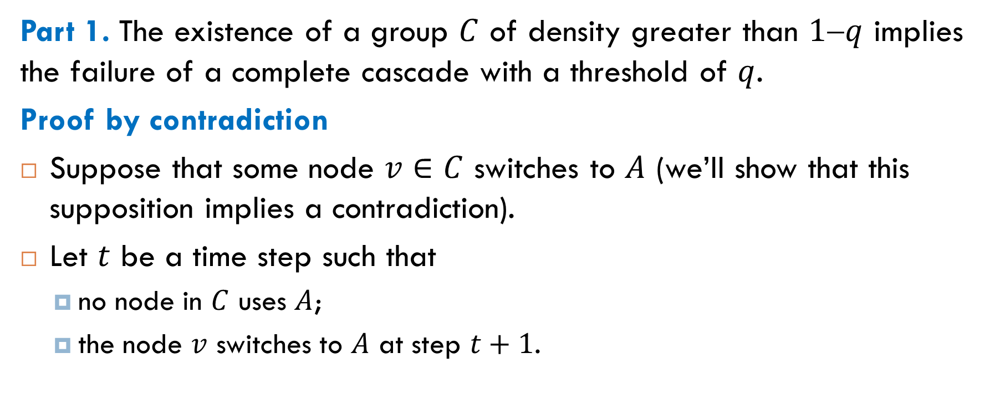 Part 1. The existence of a group C of density greater than 1–q implies
the failure of a complete cascade with a threshold of q.
Proof by contradiction
Suppose that some node v ∈ C switches to A (we’ll show that this
supposition implies a contradiction).
Let t be a time step such that
no node in C uses A;
the node v switches to A at step t + 1.